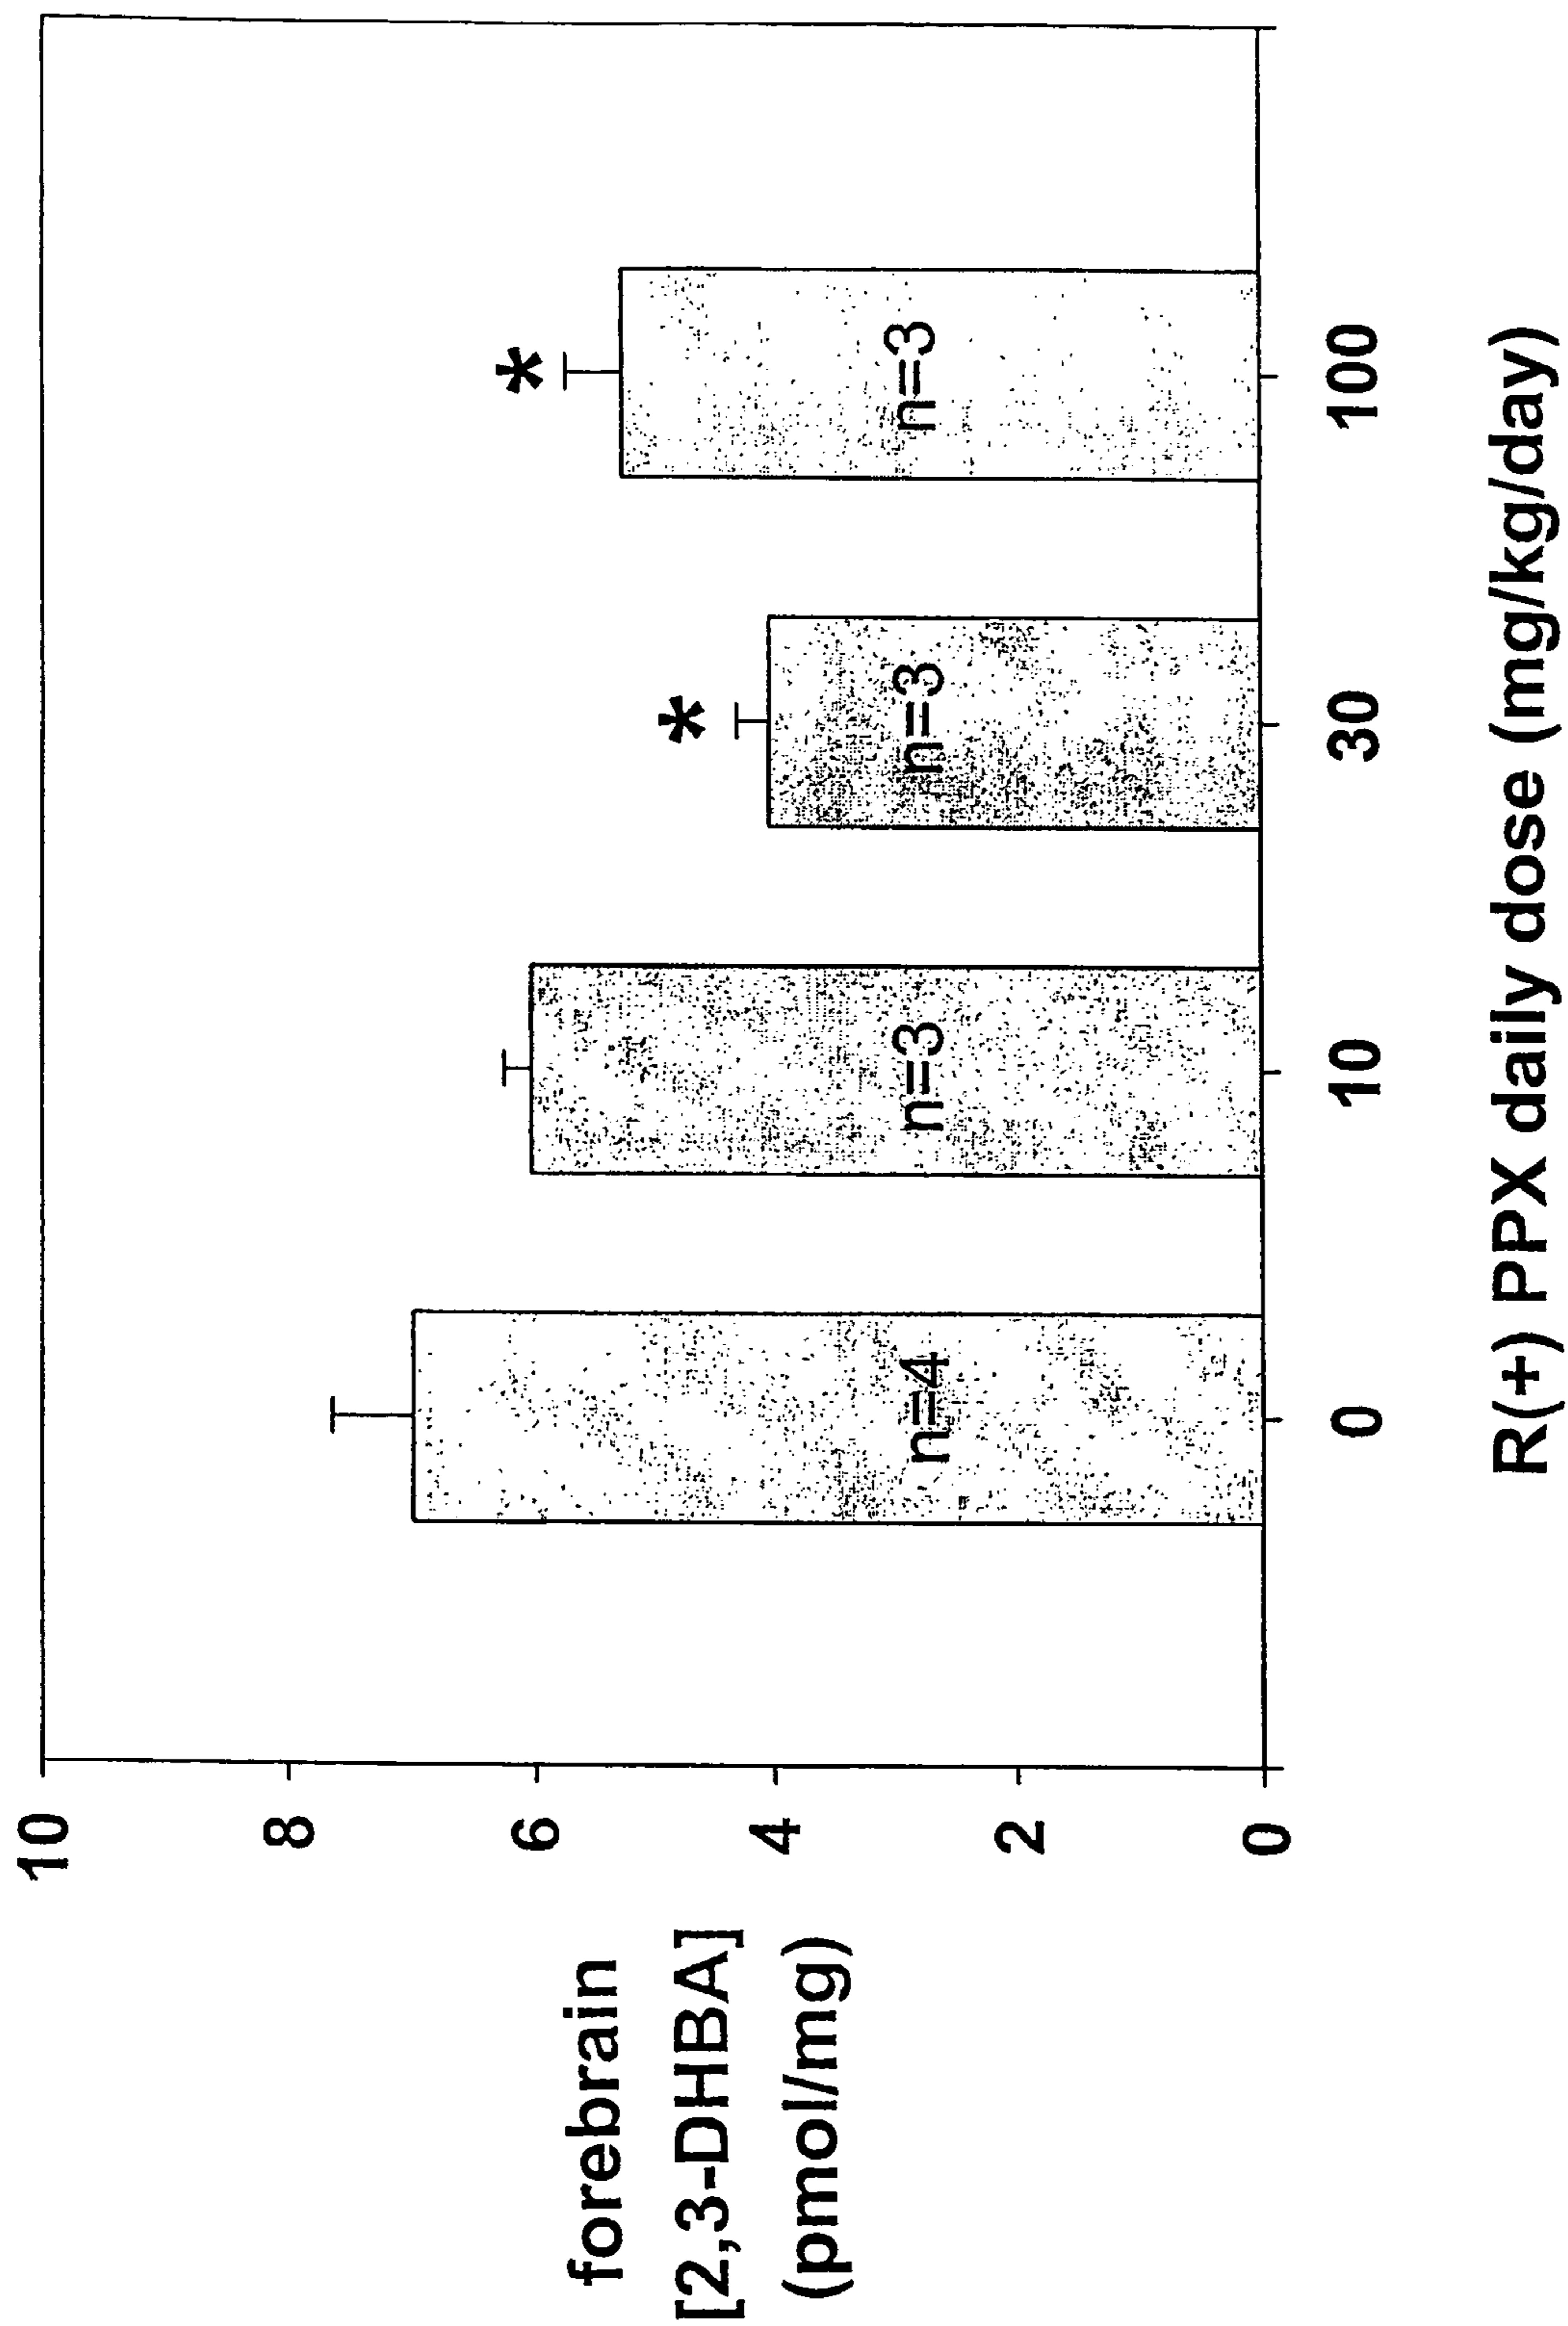 forebrain
[2,3-DHBA]
(pmol/mg)
10
8
6
4
2
0
*
*
n=4
n=3
n=3
n=3
0
10
30
100
R(+) PPX daily dose (mg/kg/day)